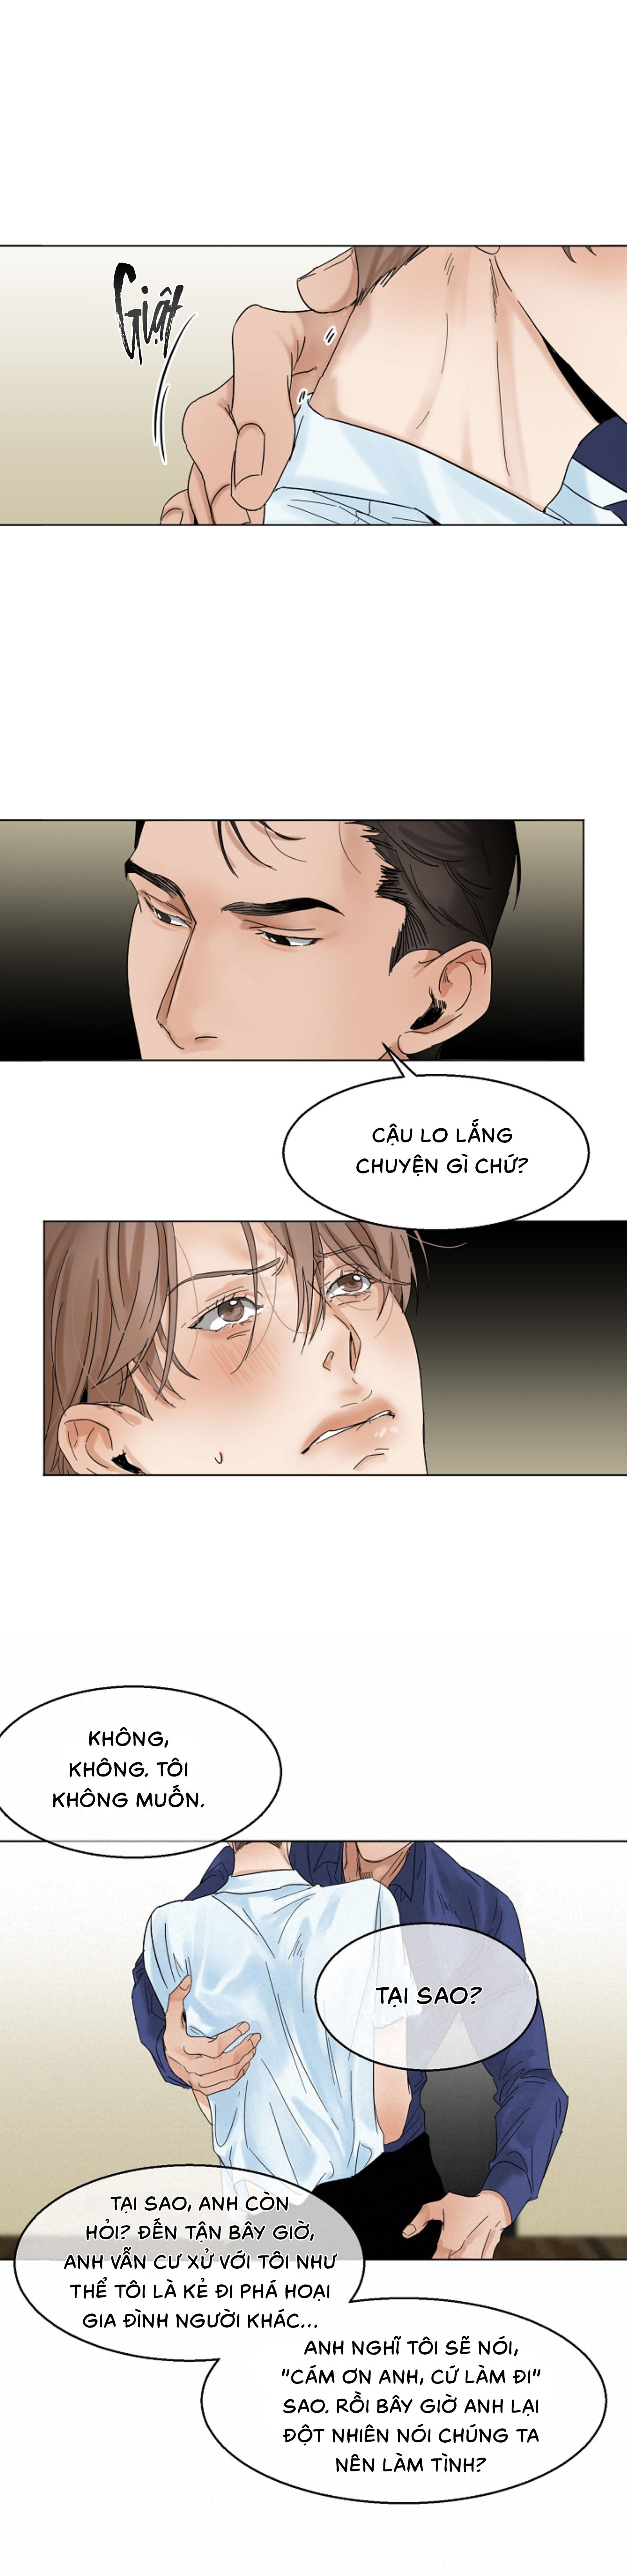 Giật
CẬU LO LẮNG
CHUYỆN GÌ CHỨ?
KHÔNG,
KHÔNG. TÔI
KHÔNG MUỐN.
TẠI SAO?
TẠI SAO, ANH CÒN
HỎI? ĐẾN TẬN BÂY GIỜ,
ANH VẪN CƯ XỬ VỚI TÔI NHƯ
THỂ TÔI LÀ KẺ ĐI PHÁ HOẠI
GIA ĐÌNH NGƯỜI KHÁC...
ANH NGHĨ TÔI SẼ NÓI,
"CÁM ƠN ANH, CỨ LÀM ĐI"
SAO. RỒI BÂY GIỜ ANH LẠI
ĐỘT NHIÊN NÓI CHÚNG TA
NÊN LÀM TÌNH?